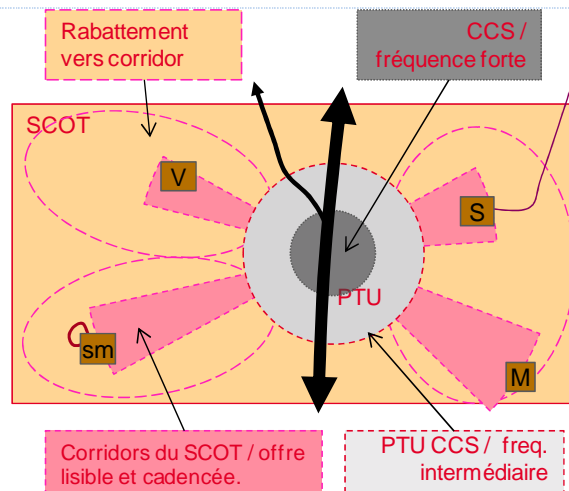 Rabattement
vers corridor
CCS /
fréquence forte
SCOT
V
S
PTU
sm
M
Corridors du SCOT / offre
lisible et cadencée.
PTU CCS / freq.
intermédiaire